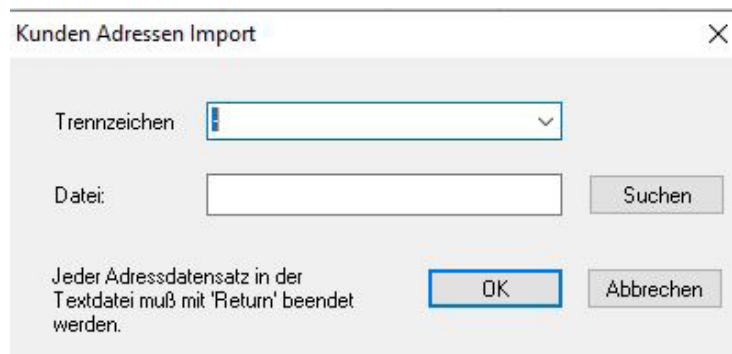 Kunden Adressen Import
Trennzeichen
Datei:
Suchen
Jeder Adressdatensatz in der
Textdatei muß mit 'Return' beendet
werden.
OK
Abbrechen